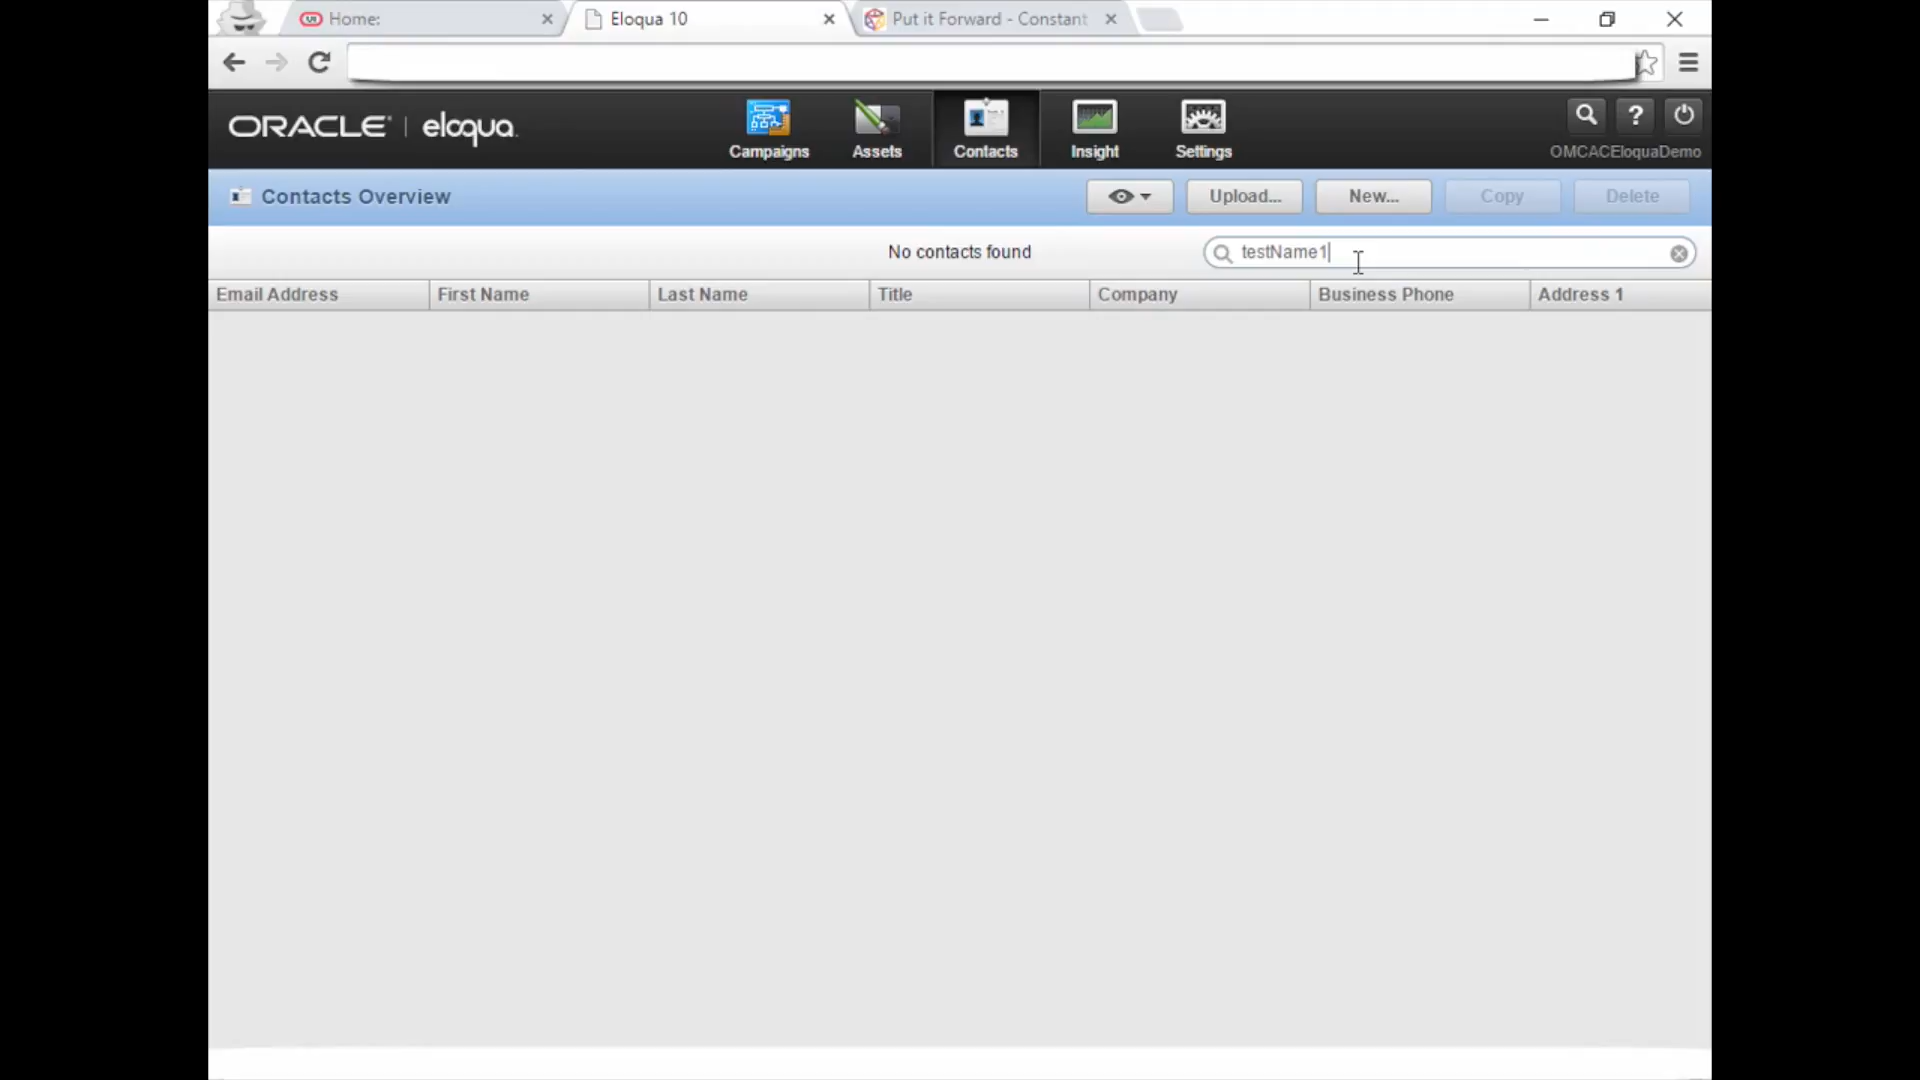 Home:
Eloqua 10
Put it Forward - Constant
ORACLE | eloqua
Campaigns
Assets
Contacts
Insight
Settings
?
OMCACEloquaDemo
Contacts Overview
Upload...
New...
Copy
Delete
No contacts found
testName1
Email Address
First Name
Last Name
Title
Company
Business Phone
Address 1